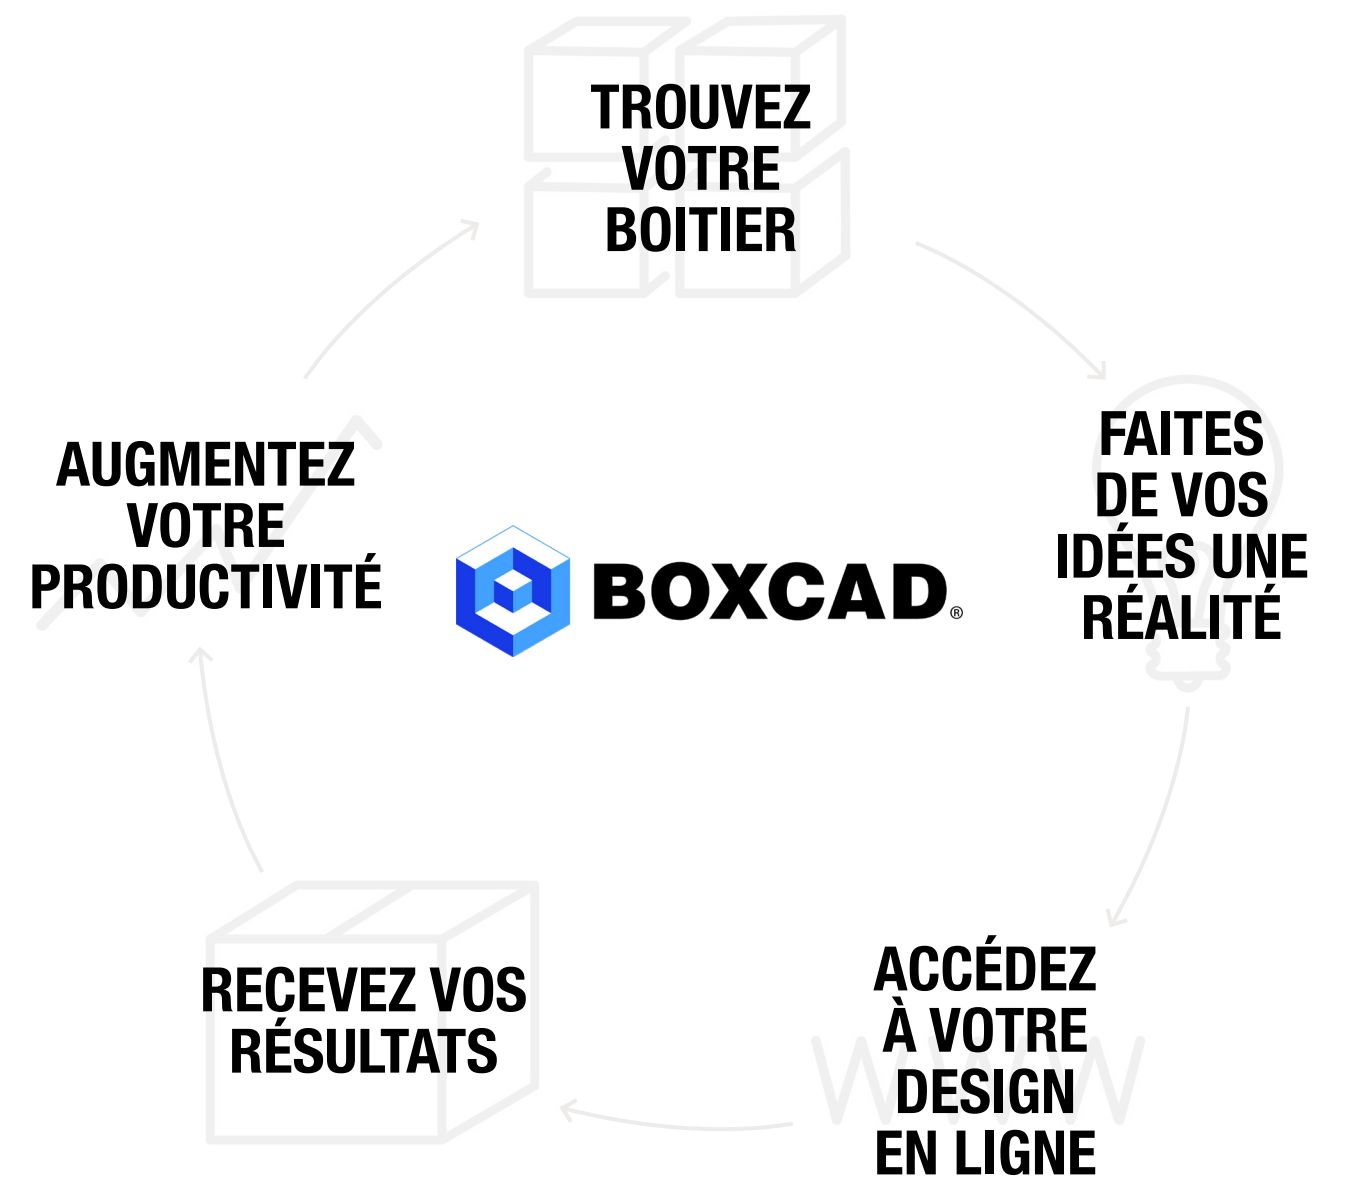 TROUVEZ
VOTRE
BOITIER
FAITES
DE VOS
IDÉES UNE
RÉALITÉ
AUGMENTEZ
VOTRE
PRODUCTIVITÉ
BOXCAD®
ACCÉDEZ
À VOTRE
DESIGN
EN LIGNE
WWW
RECEVEZ VOS
RÉSULTATS